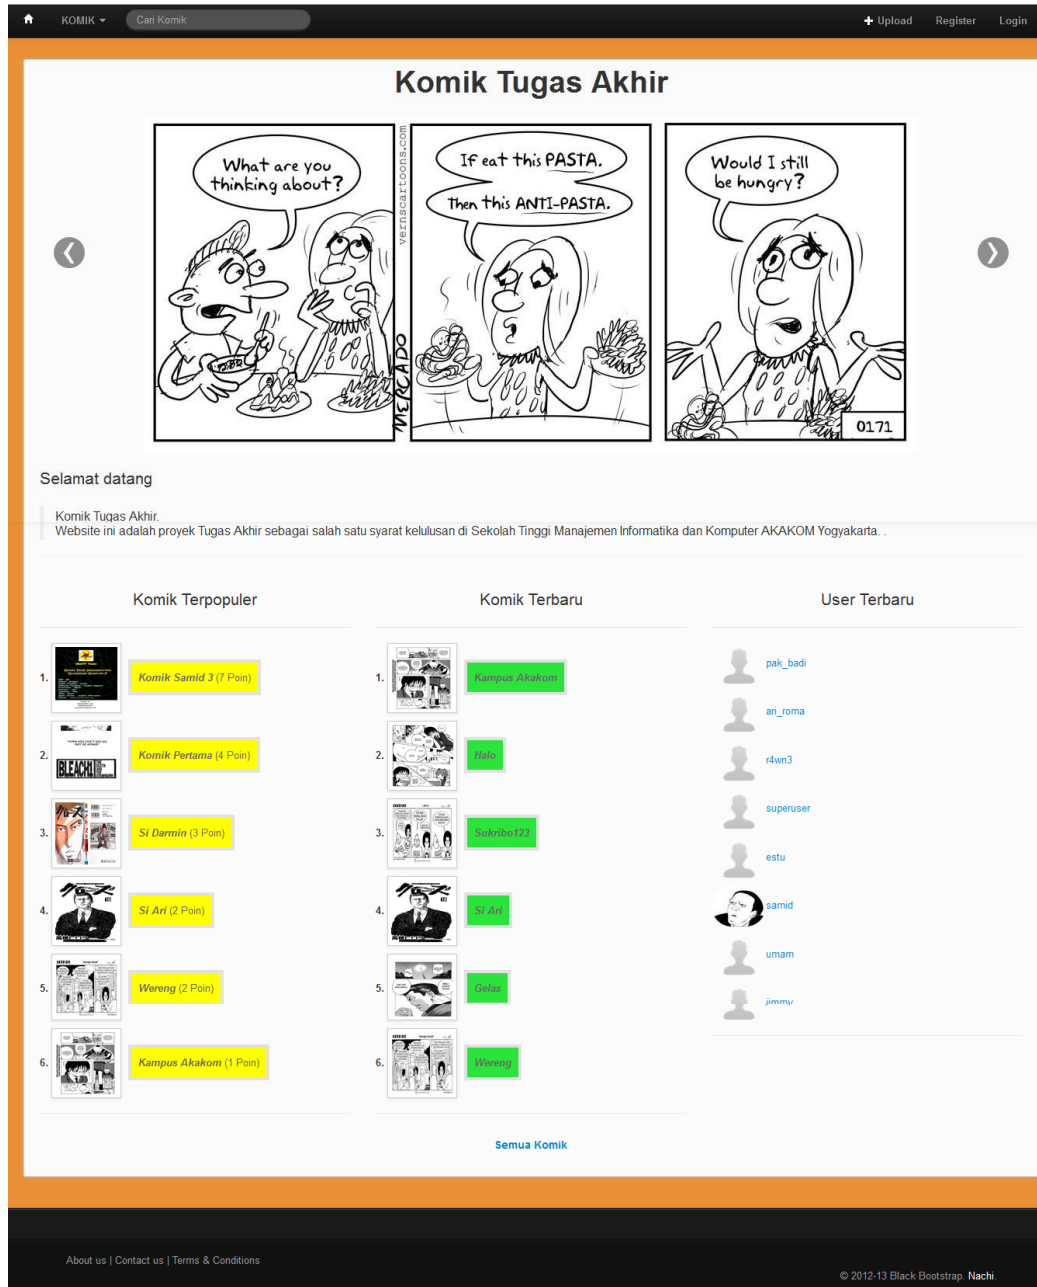 KOMIK
Cari Komik
Upload
Register
Login
Komik Tugas Akhir
What are you
thinking about?
vernscartoons.com
MERCADO
If eat this PASTA.
Then this ANTI-PASTA.
Would I still
be hungry?
0171
Selamat datang
Komik Tugas Akhir.
Website ini adalah proyek Tugas Akhir sebagai salah satu syarat kelulusan di Sekolah Tinggi Manajemen Informatika dan Komputer AKAKOM Yogyakarta. .
Komik Terpopuler
1.
Komik Samid 3 (7 Poin)
2.
BLEACH
Komik Pertama (4 Poin)
3.
Si Darmin (3 Poin)
4.
Si Ari (2 Poin)
5.
Wereng (2 Poin)
6.
Kampus Akakom (1 Poin)
Komik Terbaru
1.
Kampus Akakom
2.
Halo
3.
Sukribo123
4.
Si Ari
5.
Gelas
6.
Wereng
User Terbaru
pak_badi
ari_roma
r4wn3
superuser
estu
samid
umam
jimmy
Semua Komik
About us | Contact us | Terms & Conditions
© 2012-13 Black Bootstrap. Nachi.